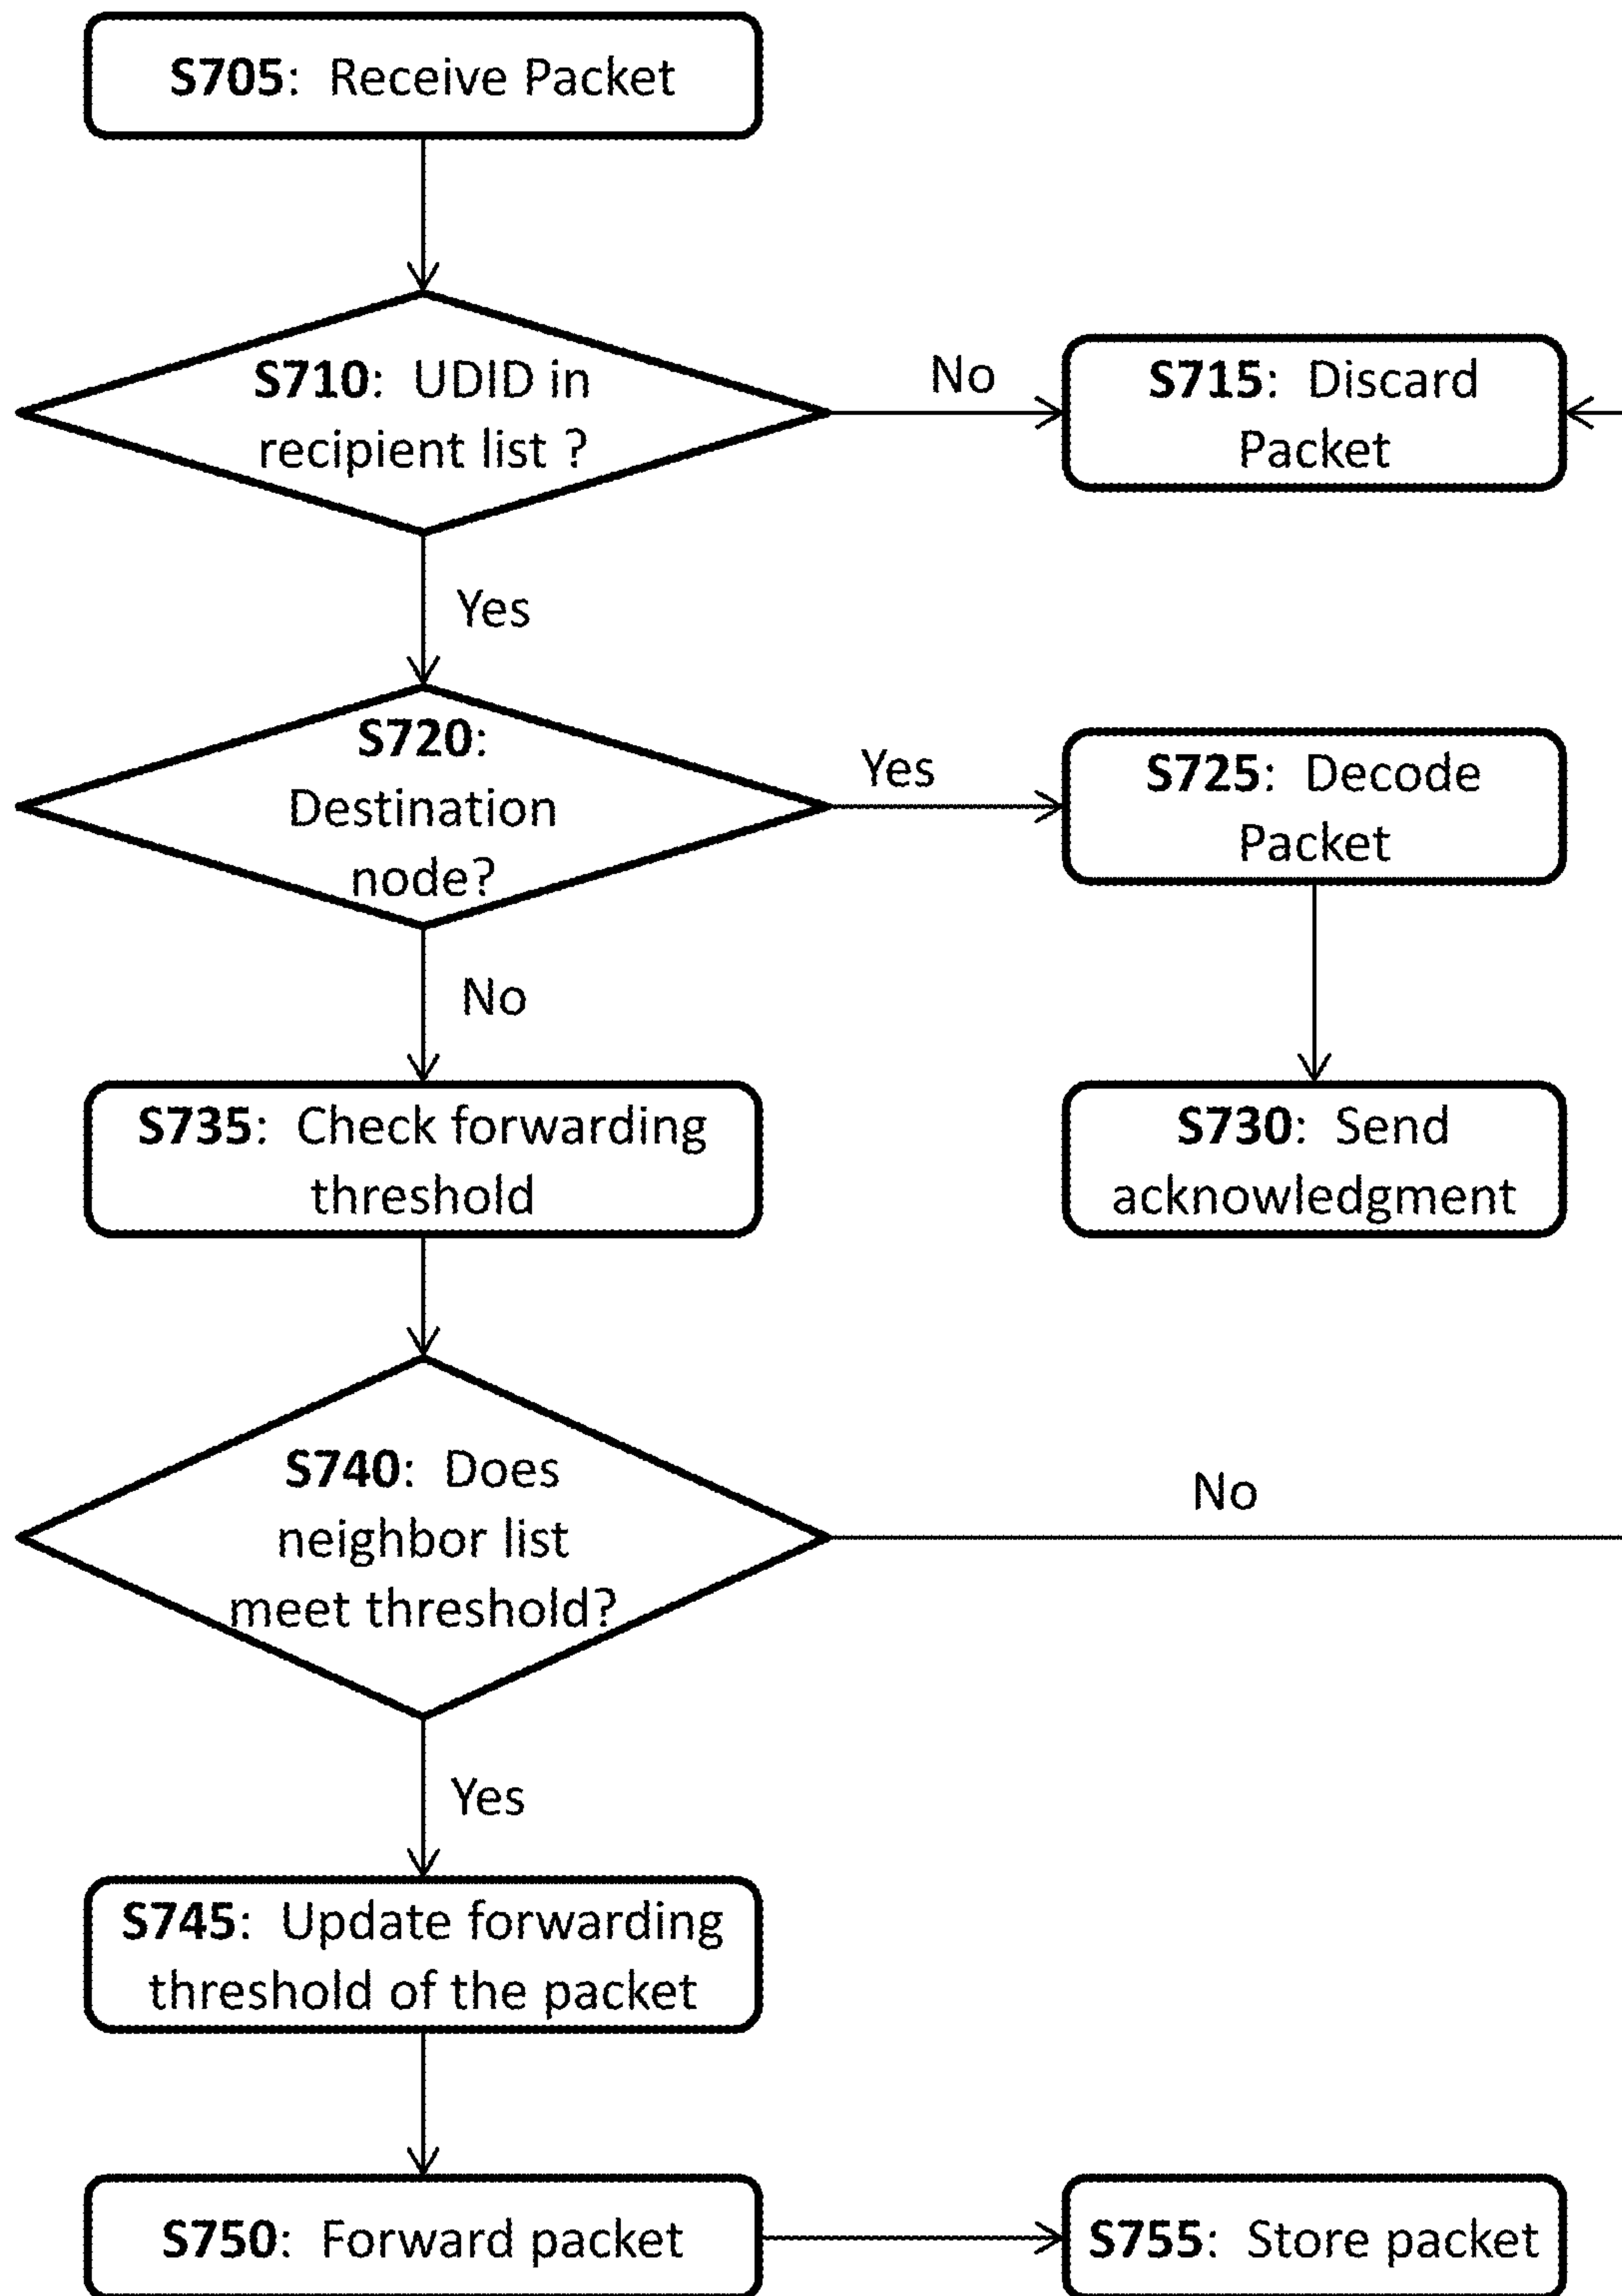 S705: Receive Packet
S710: UDID in
recipient list ?
No
S715: Discard
Packet
Yes
S720:
Destination
node?
Yes
S725: Decode
Packet
No
S735: Check forwarding
threshold
S730: Send
acknowledgment
S740: Does
neighbor list
meet threshold?
No
Yes
S745: Update forwarding
threshold of the packet
S750: Forward packet
S755: Store packet